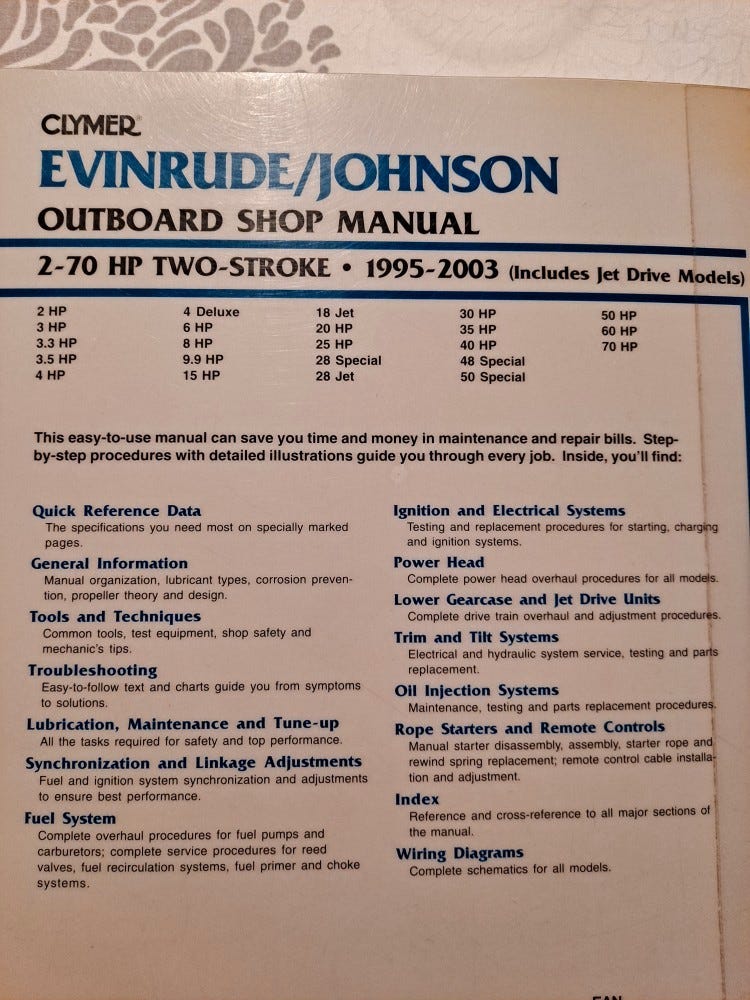 CLYMER®
EVINRUDE/JOHNSON
OUTBOARD SHOP MANUAL
2-70 HP TWO-STROKE • 1995-2003 (Includes Jet Drive Models)
2 HP
3 HP
3.3 HP
3.5 HP
4 HP
4 Deluxe
6 HP
8 HP
9.9 HP
15 HP
18 Jet
20 HP
25 HP
28 Special
28 Jet
30 HP
35 HP
40 HP
48 Special
50 Special
50 HP
60 HP
70 HP
This easy-to-use manual can save you time and money in maintenance and repair bills. Step-
by-step procedures with detailed illustrations guide you through every job. Inside, you'll find:
Quick Reference Data
The specifications you need most on specially marked
pages.
General Information
Manual organization, lubricant types, corrosion preven-
tion, propeller theory and design.
Tools and Techniques
Common tools, test equipment, shop safety and
mechanic's tips.
Troubleshooting
Easy-to-follow text and charts guide you from symptoms
to solutions.
Lubrication, Maintenance and Tune-up
All the tasks required for safety and top performance.
Synchronization and Linkage Adjustments
Fuel and ignition system synchronization and adjustments
to ensure best performance.
Fuel System
Complete overhaul procedures for fuel pumps and
carburetors; complete service procedures for reed
valves, fuel recirculation systems, fuel primer and choke
systems.
Ignition and Electrical Systems
Testing and replacement procedures for starting, charging
and ignition systems.
Power Head
Complete power head overhaul procedures for all models.
Lower Gearcase and Jet Drive Units
Complete drive train overhaul and adjustment procedures.
Trim and Tilt Systems
Electrical and hydraulic system service, testing and parts
replacement.
Oil Injection Systems
Maintenance, testing and parts replacement procedures.
Rope Starters and Remote Controls
Manual starter disassembly, assembly, starter rope and
rewind spring replacement; remote control cable installa-
tion and adjustment.
Index
Reference and cross-reference to all major sections of
the manual.
Wiring Diagrams
Complete schematics for all models.
EAN